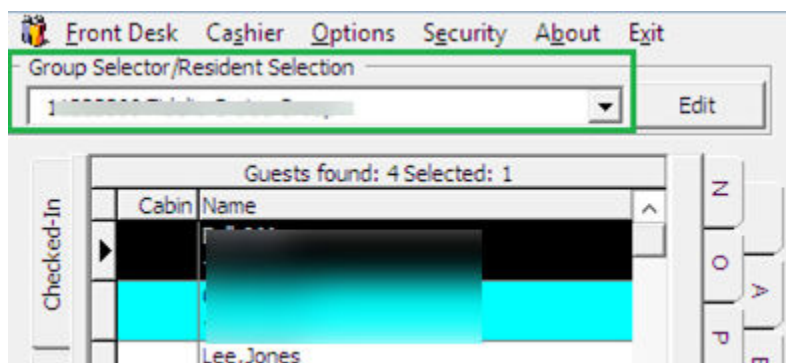 Front Desk Cashier Options Security About Exit
Group Selector/Resident Selection
Edit
Guests found: 4 Selected: 1
Cabin Name
Checked-In
Lee,Jones
N
O
P
A